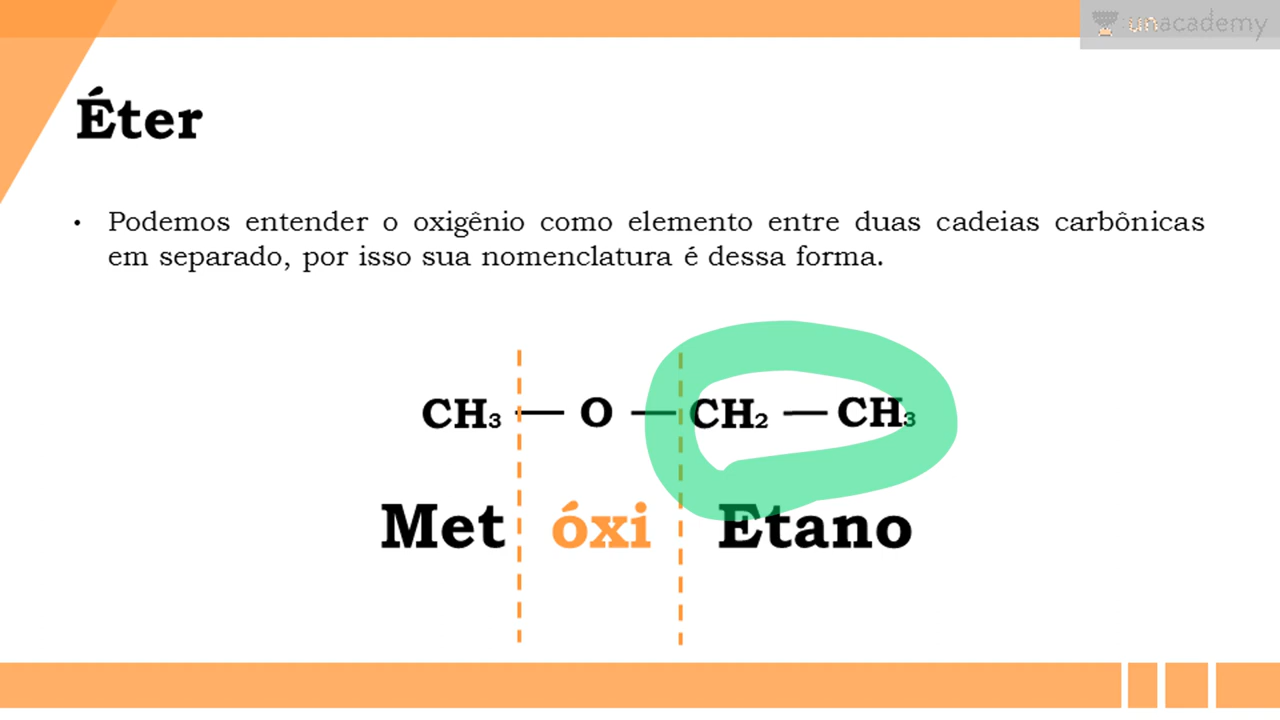 unacademy
Éter
• Podemos entender o oxigênio como elemento entre duas cadeias carbônicas
em separado, por isso sua nomenclatura é dessa forma.
CH₃ — O — CH₂ — CH₃
Met óxi Etano